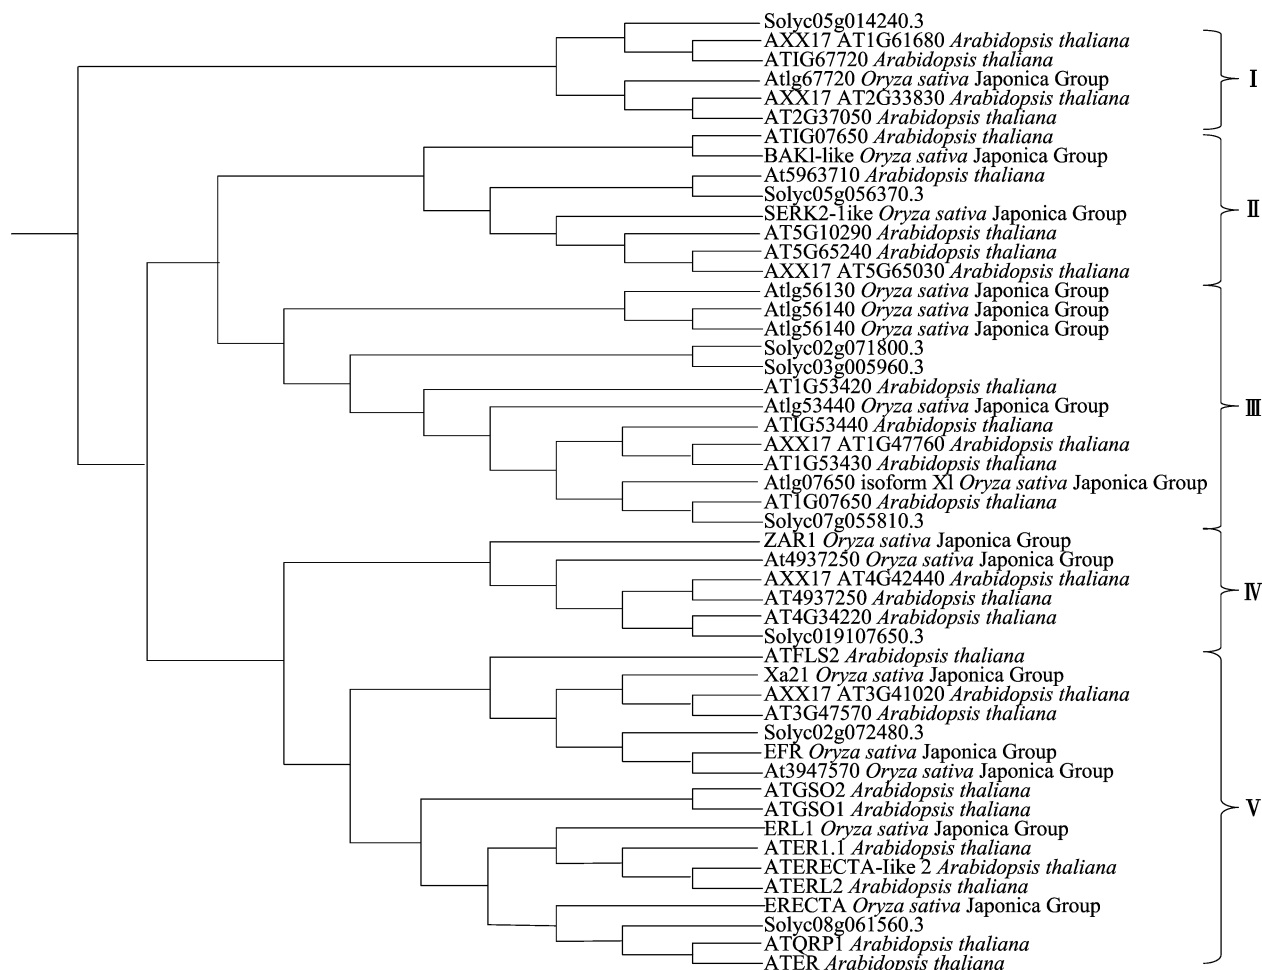 Solyc05g014240.3
AXX17 AT1G61680 Arabidopsis thaliana
ATIG67720 Arabidopsis thaliana
Atlg67720 Oryza sativa Japonica Group
AXX17 AT2G33830 Arabidopsis thaliana
AT2G37050 Arabidopsis thaliana
I
ATIG07650 Arabidopsis thaliana
BAKl-like Oryza sativa Japonica Group
At5963710 Arabidopsis thaliana
Solyc05g056370.3
SERK2-1ike Oryza sativa Japonica Group
AT5G10290 Arabidopsis thaliana
AT5G65240 Arabidopsis thaliana
AXX17 AT5G65030 Arabidopsis thaliana
II
Atlg56130 Oryza sativa Japonica Group
Atlg56140 Oryza sativa Japonica Group
Atlg56140 Oryza sativa Japonica Group
Solyc02g071800.3
Solyc03g005960.3
AT1G53420 Arabidopsis thaliana
Atlg53440 Oryza sativa Japonica Group
ATIG53440 Arabidopsis thaliana
AXX17 AT1G47760 Arabidopsis thaliana
AT1G53430 Arabidopsis thaliana
Atlg07650 isoform Xl Oryza sativa Japonica Group
AT1G07650 Arabidopsis thaliana
Solyc07g055810.3
III
ZAR1 Oryza sativa Japonica Group
At4937250 Oryza sativa Japonica Group
AXX17 AT4G42440 Arabidopsis thaliana
AT4937250 Arabidopsis thaliana
AT4G34220 Arabidopsis thaliana
Solyc019107650.3
IV
ATFLS2 Arabidopsis thaliana
Xa21 Oryza sativa Japonica Group
AXX17 AT3G41020 Arabidopsis thaliana
AT3G47570 Arabidopsis thaliana
Solyc02g072480.3
EFR Oryza sativa Japonica Group
At3947570 Oryza sativa Japonica Group
ATGSO2 Arabidopsis thaliana
ATGSO1 Arabidopsis thaliana
ERL1 Oryza sativa Japonica Group
ATER1.1 Arabidopsis thaliana
ATERECTA-Iike 2 Arabidopsis thaliana
ATERL2 Arabidopsis thaliana
ERECTA Oryza sativa Japonica Group
Solyc08g061560.3
ATQRP1 Arabidopsis thaliana
ATER Arabidopsis thaliana
V